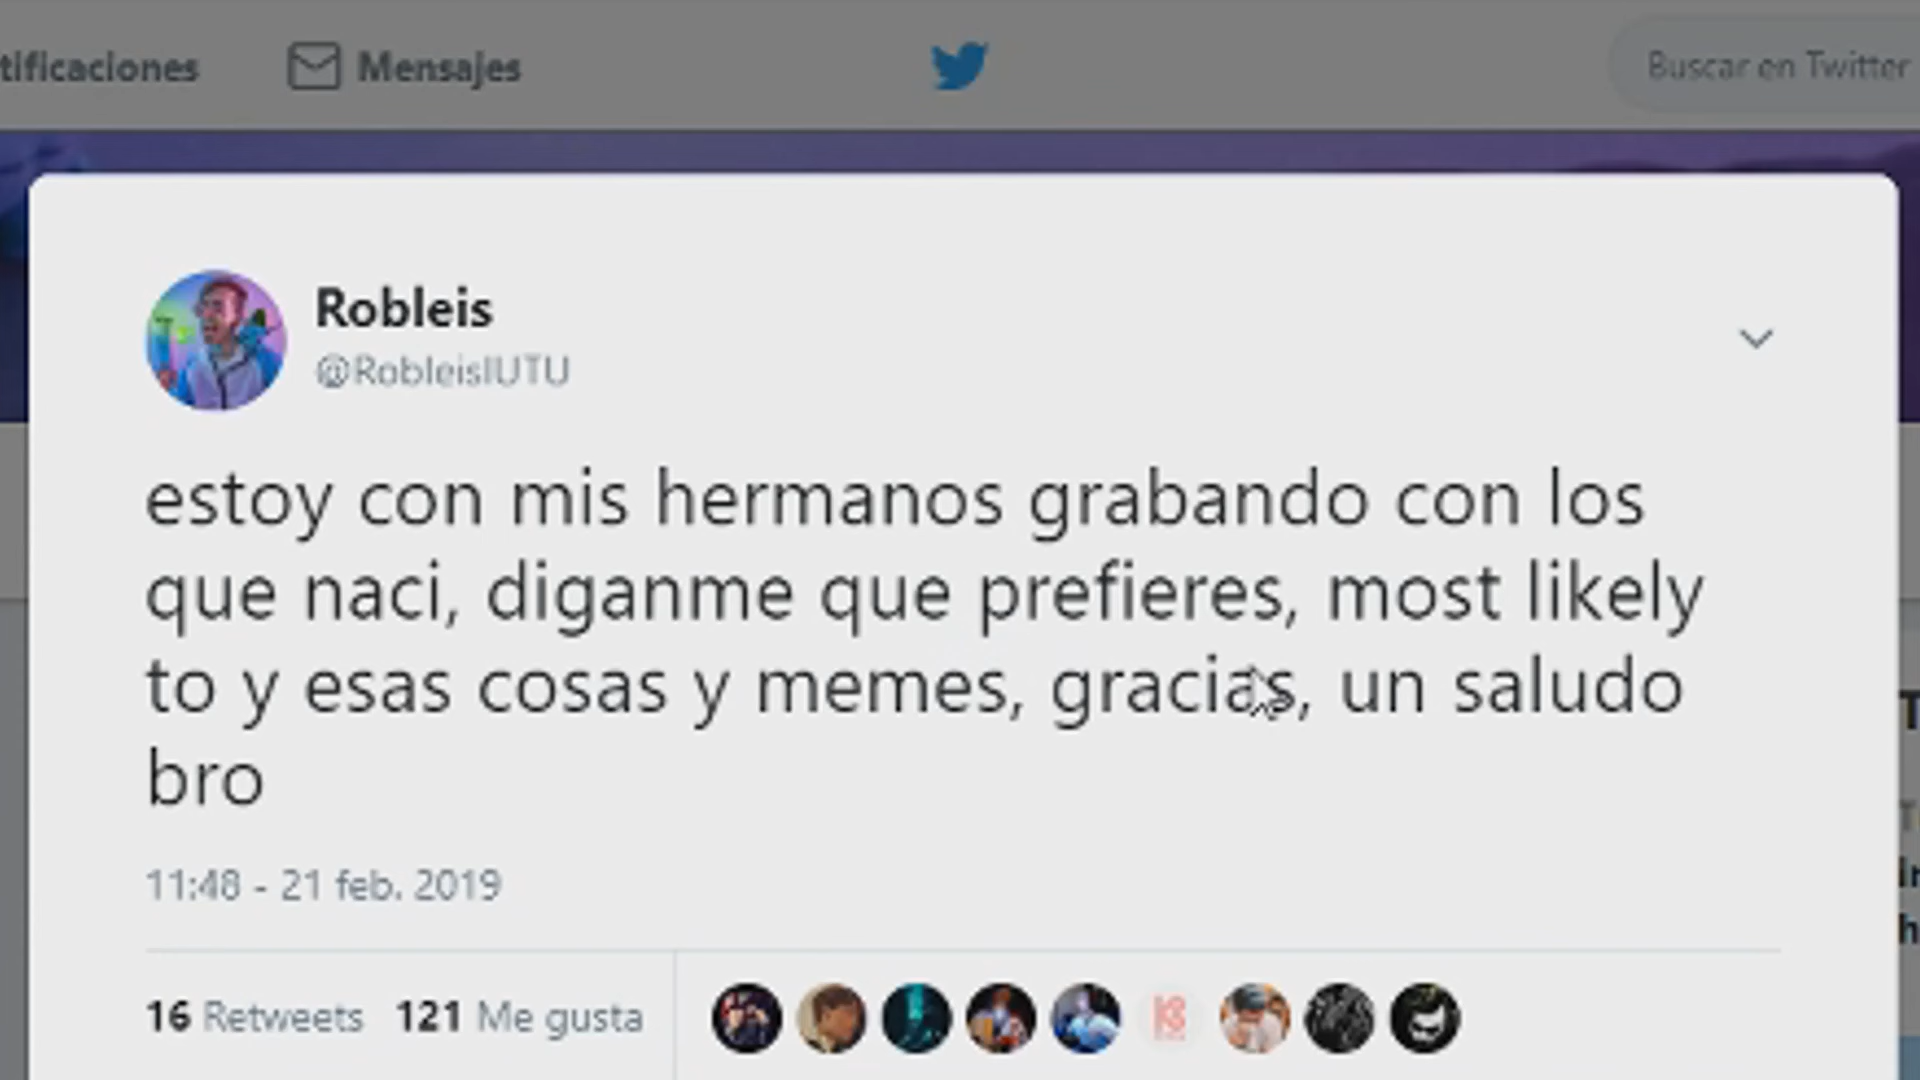 tificaciones
Mensajes
Buscar en Twitter
Robleis
@RobleisIUTU
estoy con mis hermanos grabando con los
que naci, diganme que prefieres, most likely
to y esas cosas y memes, gracias, un saludo
bro
11:48 - 21 feb. 2019
16 Retweets 121 Me gusta